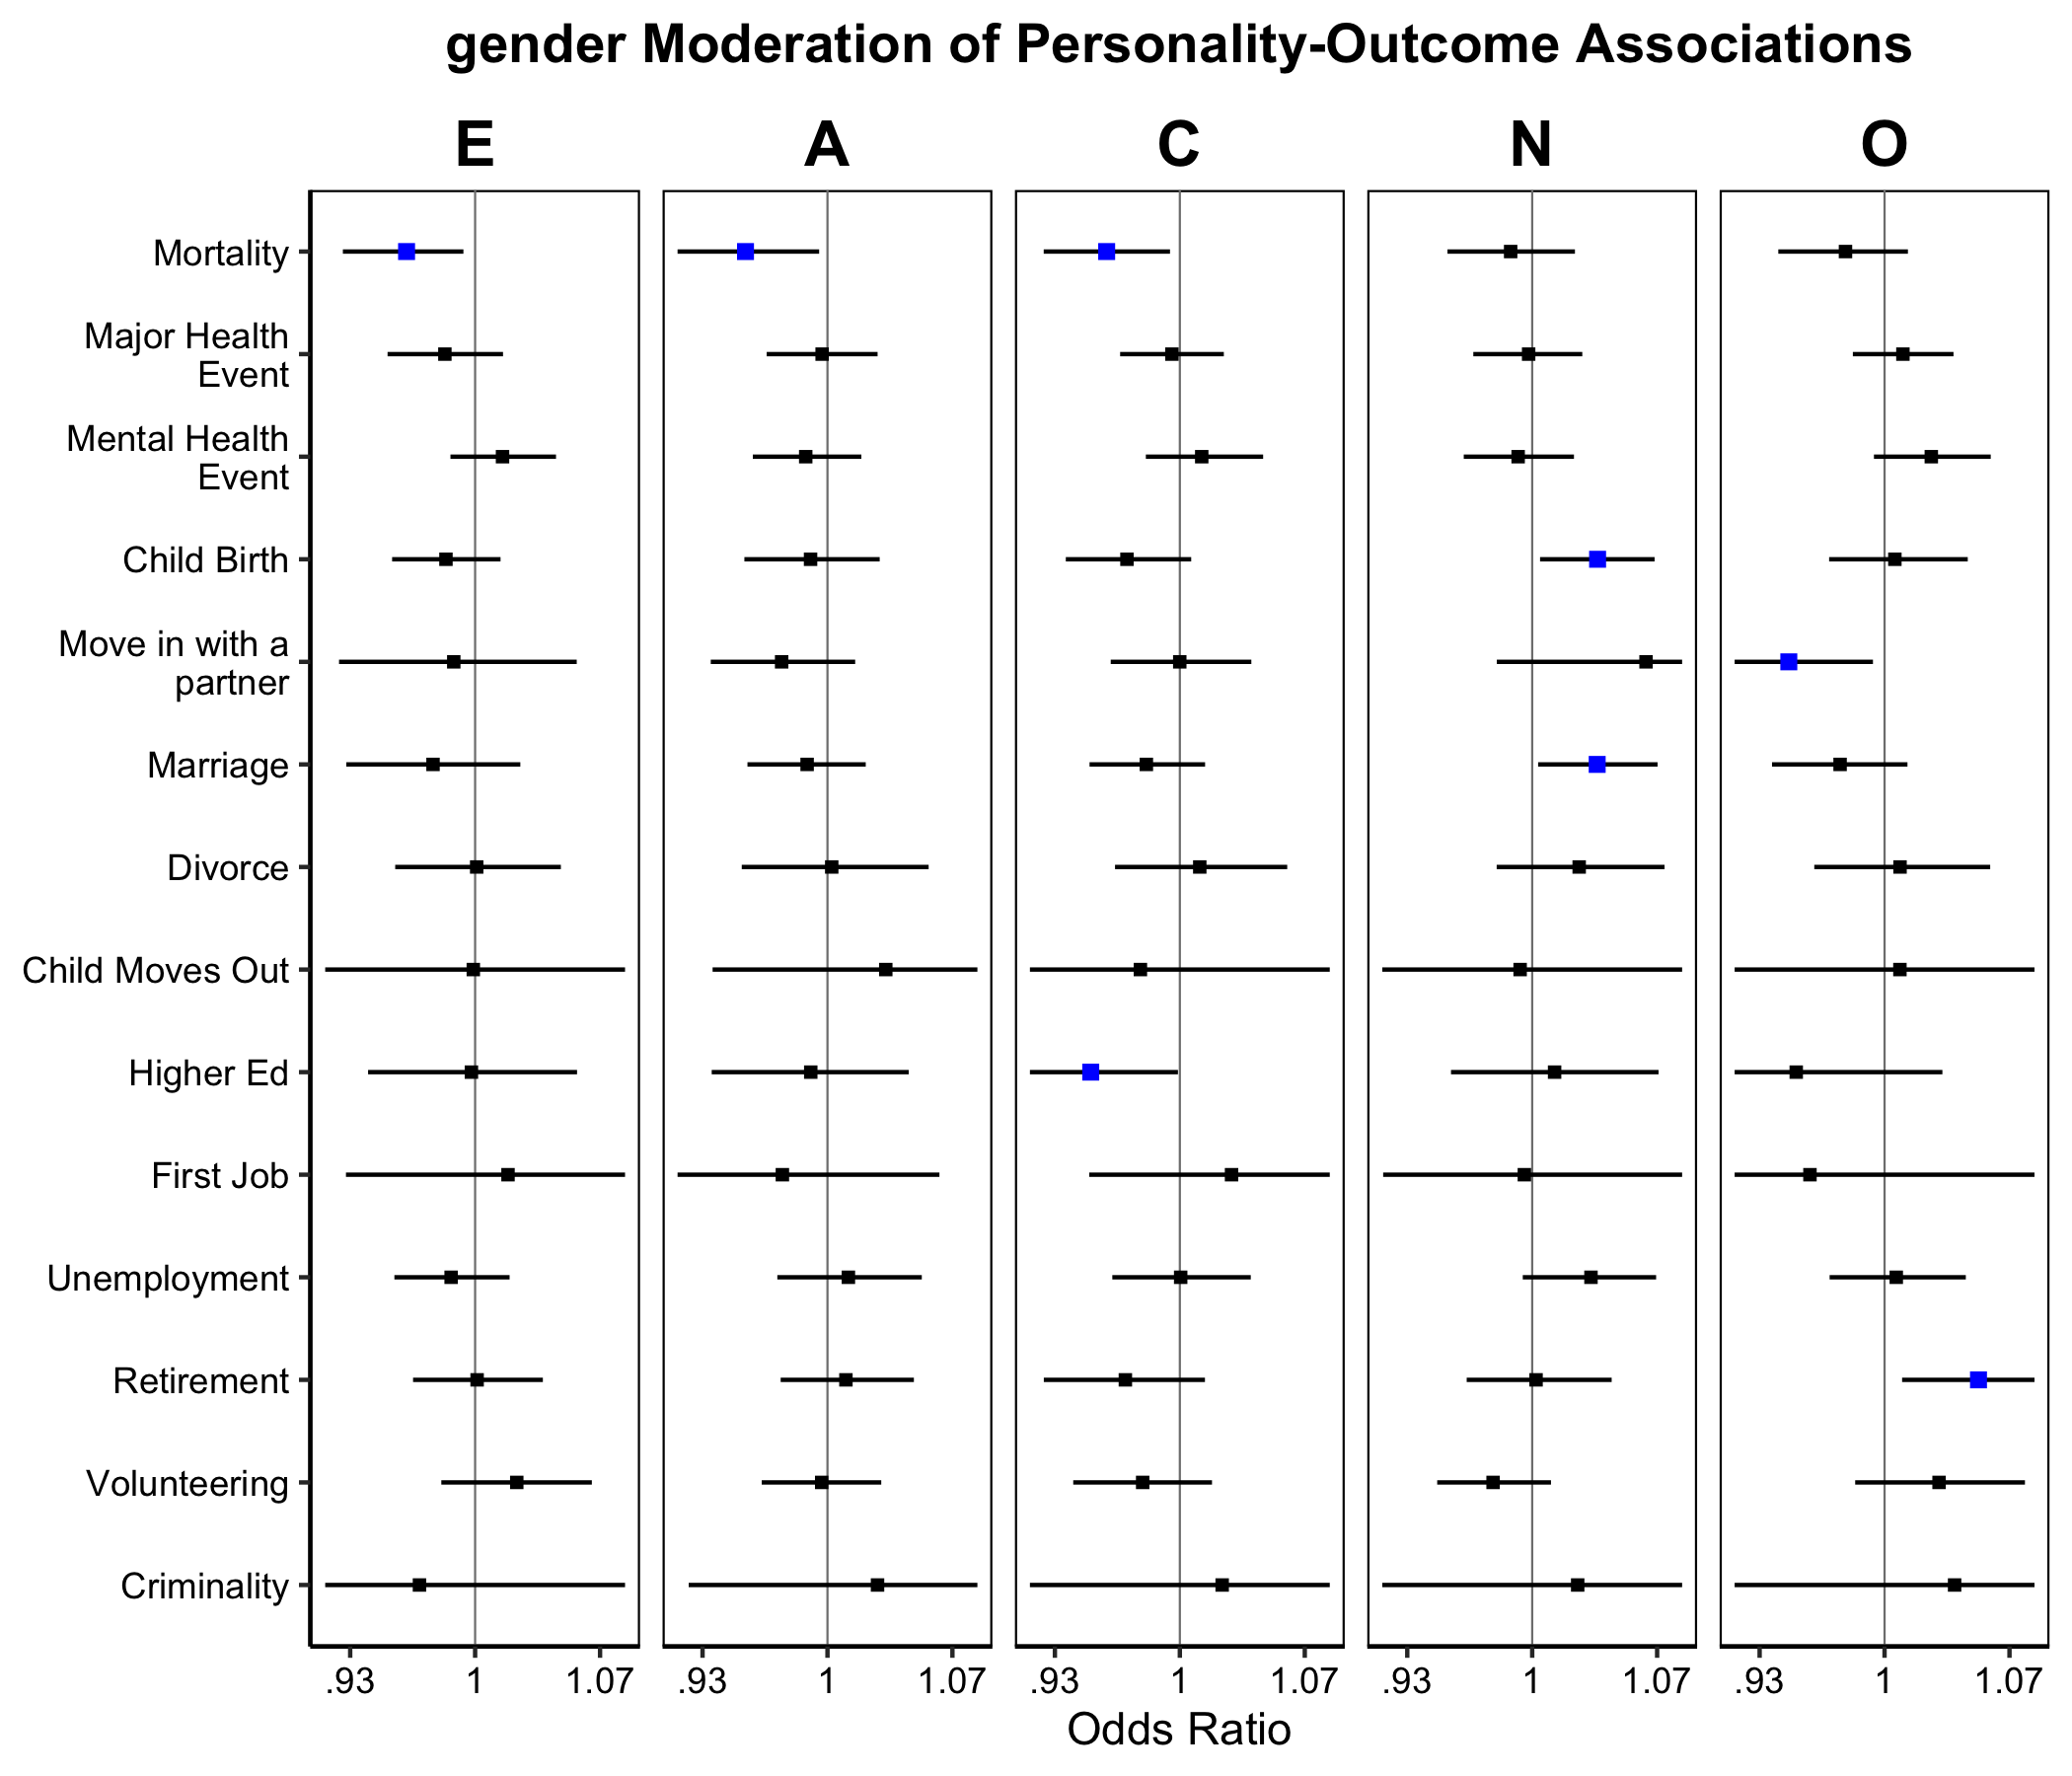 gender Moderation of Personality-Outcome Associations
E A C N O
Mortality
Major Health
Event
Mental Health
Event
Child Birth
Move in with a
partner
Marriage
Divorce
Child Moves Out
Higher Ed
First Job
Unemployment
Retirement
Volunteering
Criminality
.93 1 1.07 .93 1 1.07 .93 1 1.07 .93 1 1.07 .93 1 1.07
Odds Ratio